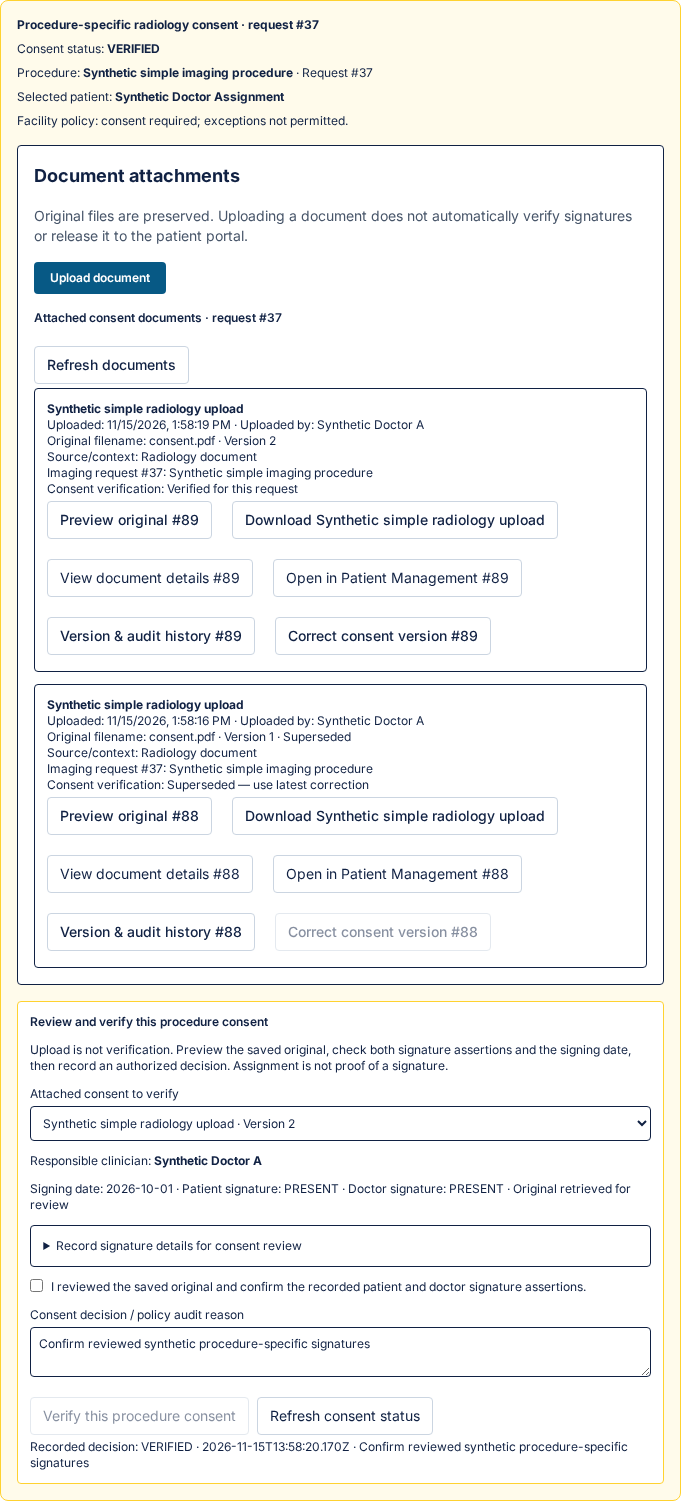 Procedure-specific radiology consent · request #37
Consent status: VERIFIED
Procedure: Synthetic simple imaging procedure · Request #37
Selected patient: Synthetic Doctor Assignment
Facility policy: consent required; exceptions not permitted.
Document attachments
Original files are preserved. Uploading a document does not automatically verify signatures
or release it to the patient portal.
Upload document
Attached consent documents · request #37
Refresh documents
Synthetic simple radiology upload
Uploaded: 11/15/2026, 1:58:19 PM · Uploaded by: Synthetic Doctor A
Original filename: consent.pdf · Version 2
Source/context: Radiology document
Imaging request #37: Synthetic simple imaging procedure
Consent verification: Verified for this request
Preview original #89 Download Synthetic simple radiology upload
View document details #89 Open in Patient Management #89
Version & audit history #89 Correct consent version #89
Synthetic simple radiology upload
Uploaded: 11/15/2026, 1:58:16 PM · Uploaded by: Synthetic Doctor A
Original filename: consent.pdf · Version 1 · Superseded
Source/context: Radiology document
Imaging request #37: Synthetic simple imaging procedure
Consent verification: Superseded — use latest correction
Preview original #88 Download Synthetic simple radiology upload
View document details #88 Open in Patient Management #88
Version & audit history #88 Correct consent version #88
Review and verify this procedure consent
Upload is not verification. Preview the saved original, check both signature assertions and the signing date,
then record an authorized decision. Assignment is not proof of a signature.
Attached consent to verify
Synthetic simple radiology upload · Version 2
Responsible clinician: Synthetic Doctor A
Signing date: 2026-10-01 · Patient signature: PRESENT · Doctor signature: PRESENT · Original retrieved for
review
Record signature details for consent review
I reviewed the saved original and confirm the recorded patient and doctor signature assertions.
Consent decision / policy audit reason
Confirm reviewed synthetic procedure-specific signatures
Verify this procedure consent Refresh consent status
Recorded decision: VERIFIED · 2026-11-15T13:58:20.170Z · Confirm reviewed synthetic procedure-specific
signatures